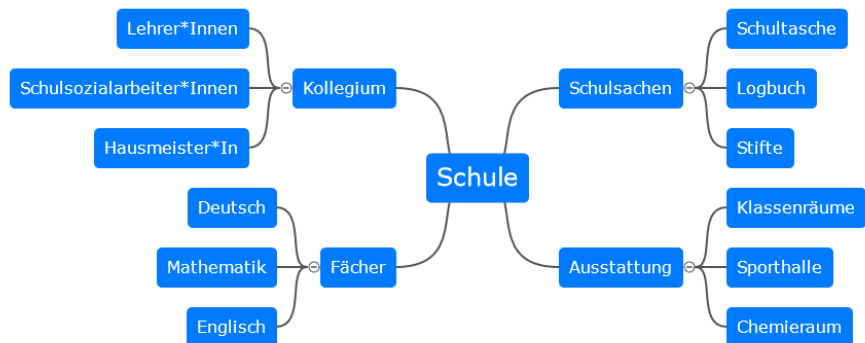 Lehrer*Innen
Schulsozialarbeiter*Innen
Hausmeister*In
Kollegium
Deutsch
Mathematik
Englisch
Fächer
Schule
Schulsachen
Schultasche
Logbuch
Stifte
Ausstattung
Klassenräume
Sporthalle
Chemieraum